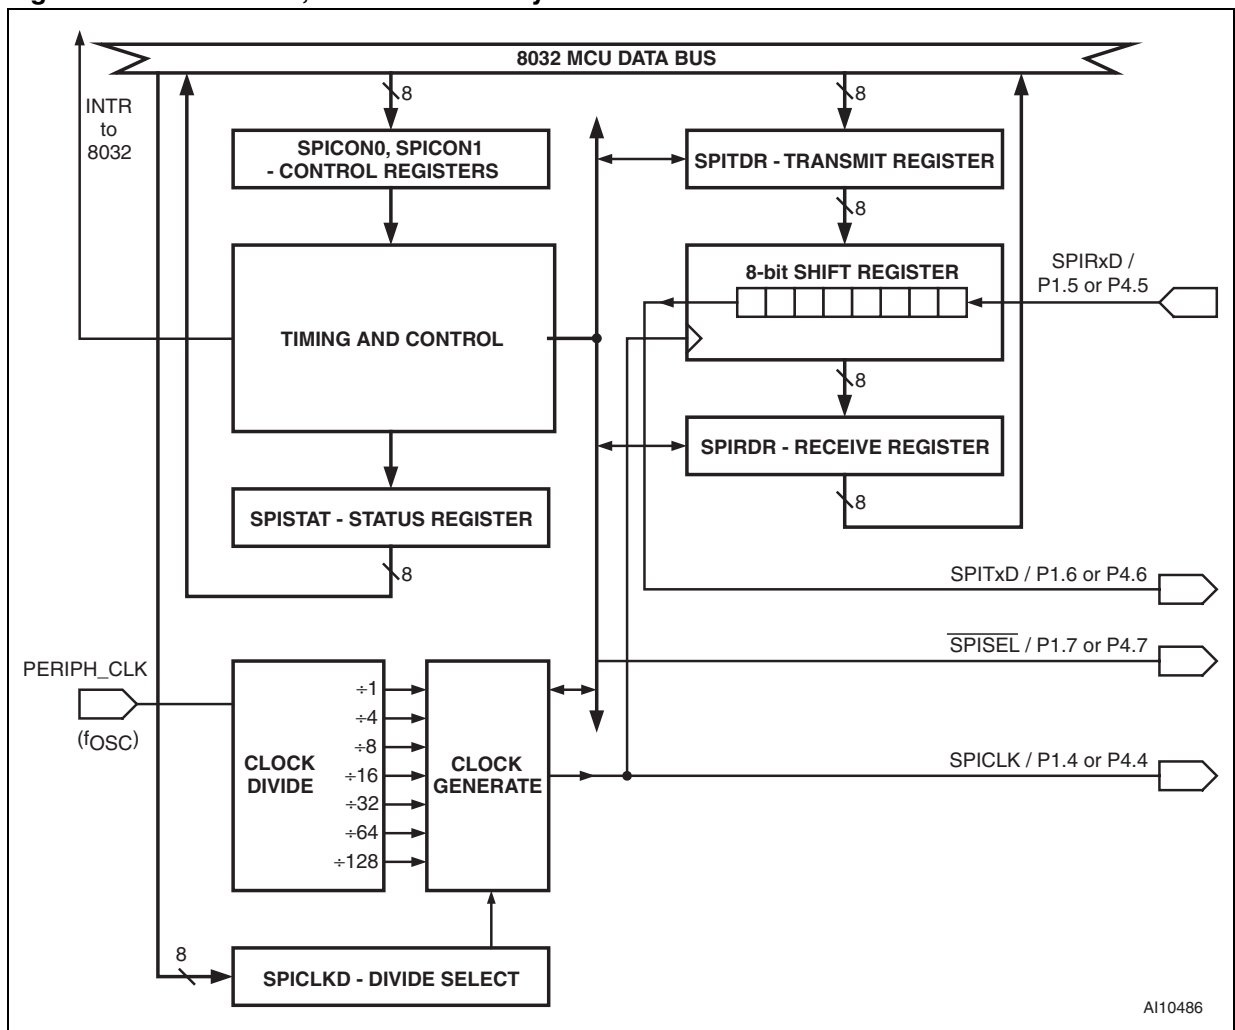 8032 MCU DATA BUS
INTR
to
8032
8
8
SPICON0, SPICON1
- CONTROL REGISTERS
SPITDR - TRANSMIT REGISTER
8
TIMING AND CONTROL
8-bit SHIFT REGISTER
SPIRxD /
P1.5 or P4.5
8
SPIRDR - RECEIVE REGISTER
8
SPISTAT - STATUS REGISTER
8
SPITxD / P1.6 or P4.6
SPISEL / P1.7 or P4.7
PERIPH_CLK
(fOSC)
CLOCK
DIVIDE
÷1
÷4
÷8
÷16
÷32
÷64
÷128
CLOCK
GENERATE
SPICLK / P1.4 or P4.4
8
SPICLKD - DIVIDE SELECT
AI10486